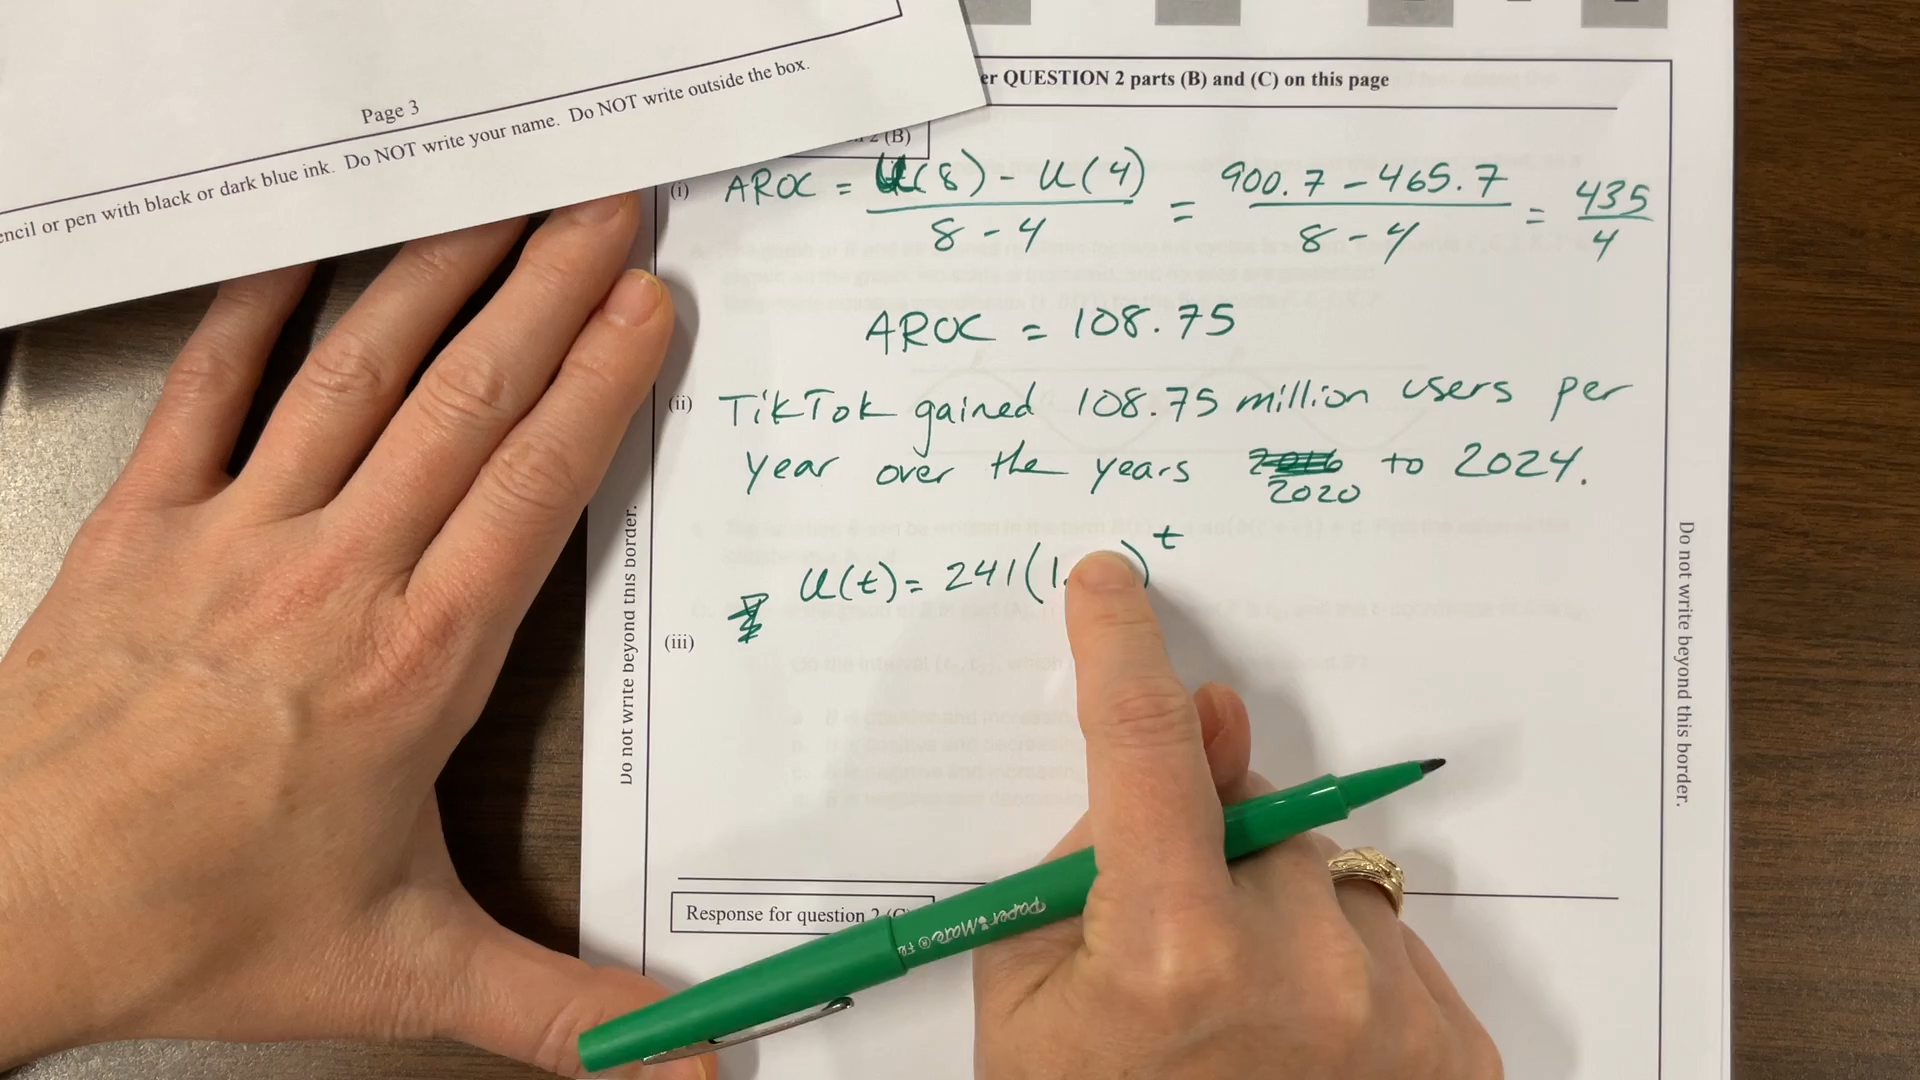 Page 3
encil or pen with black or dark blue ink. Do NOT write your name. Do NOT write outside the box.
er QUESTION 2 parts (B) and (C) on this page
2 (B)
(i) AROC = U(8) - U(4) / 8 - 4 = 900.7 - 465.7 / 8 - 4 = 435 / 4
AROC = 108.75
(ii) TikTok gained 108.75 million users per
year over the years 2016 2020 to 2024.
U(t) = 241(1. )^t
(iii)
Response for question 2 (C)
Do not write beyond this border.
Do not write beyond this border.
paper:Mate®